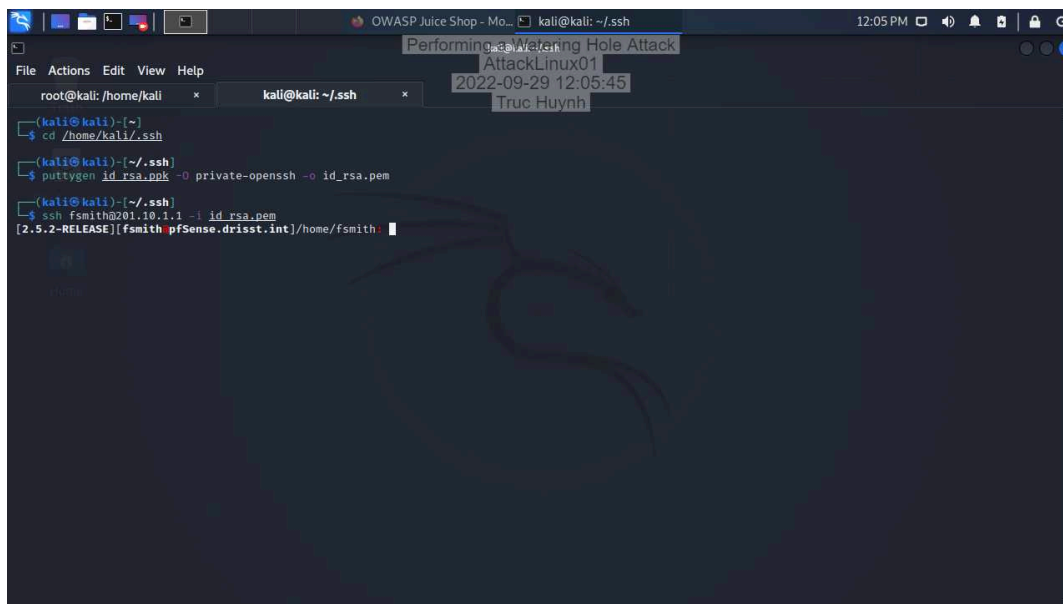 OWASP Juice Shop - Mo... kali@kali: ~/.ssh 12:05 PM
Performing a Watering Hole Attack
AttackLinux01
2022-09-29 12:05:45
Truc Huynh
File Actions Edit View Help
root@kali: /home/kali × kali@kali: ~/.ssh ×
┌──(kali㉿kali)-[~]
└─$ cd /home/kali/.ssh
┌──(kali㉿kali)-[~/.ssh]
└─$ puttygen id_rsa.ppk -O private-openssh -o id_rsa.pem
┌──(kali㉿kali)-[~/.ssh]
└─$ ssh fsmith@201.10.1.1 -i id_rsa.pem
[2.5.2-RELEASE][fsmith@pfSense.drisst.int]/home/fsmith:
Home